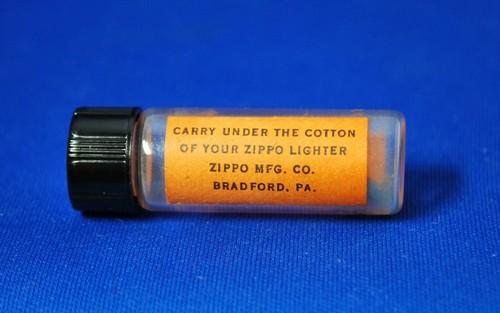 CARRY UNDER THE COTTON
OF YOUR ZIPPO LIGHTER
ZIPPO MFG. CO.
BRADFORD, PA.